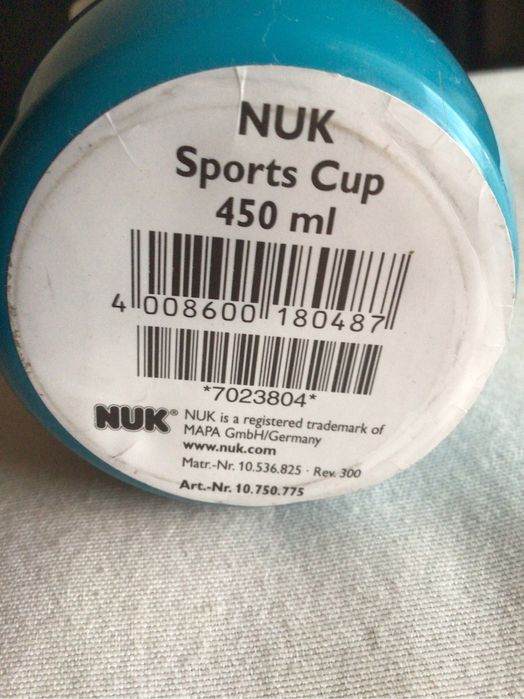 NUK
Sports Cup
450 ml
4 008600 180487
*7023804*
NUK® NUK is a registered trademark of
MAPA GmbH/Germany
www.nuk.com
Matr.-Nr. 10.536.825 · Rev. 300
Art.-Nr. 10.750.775